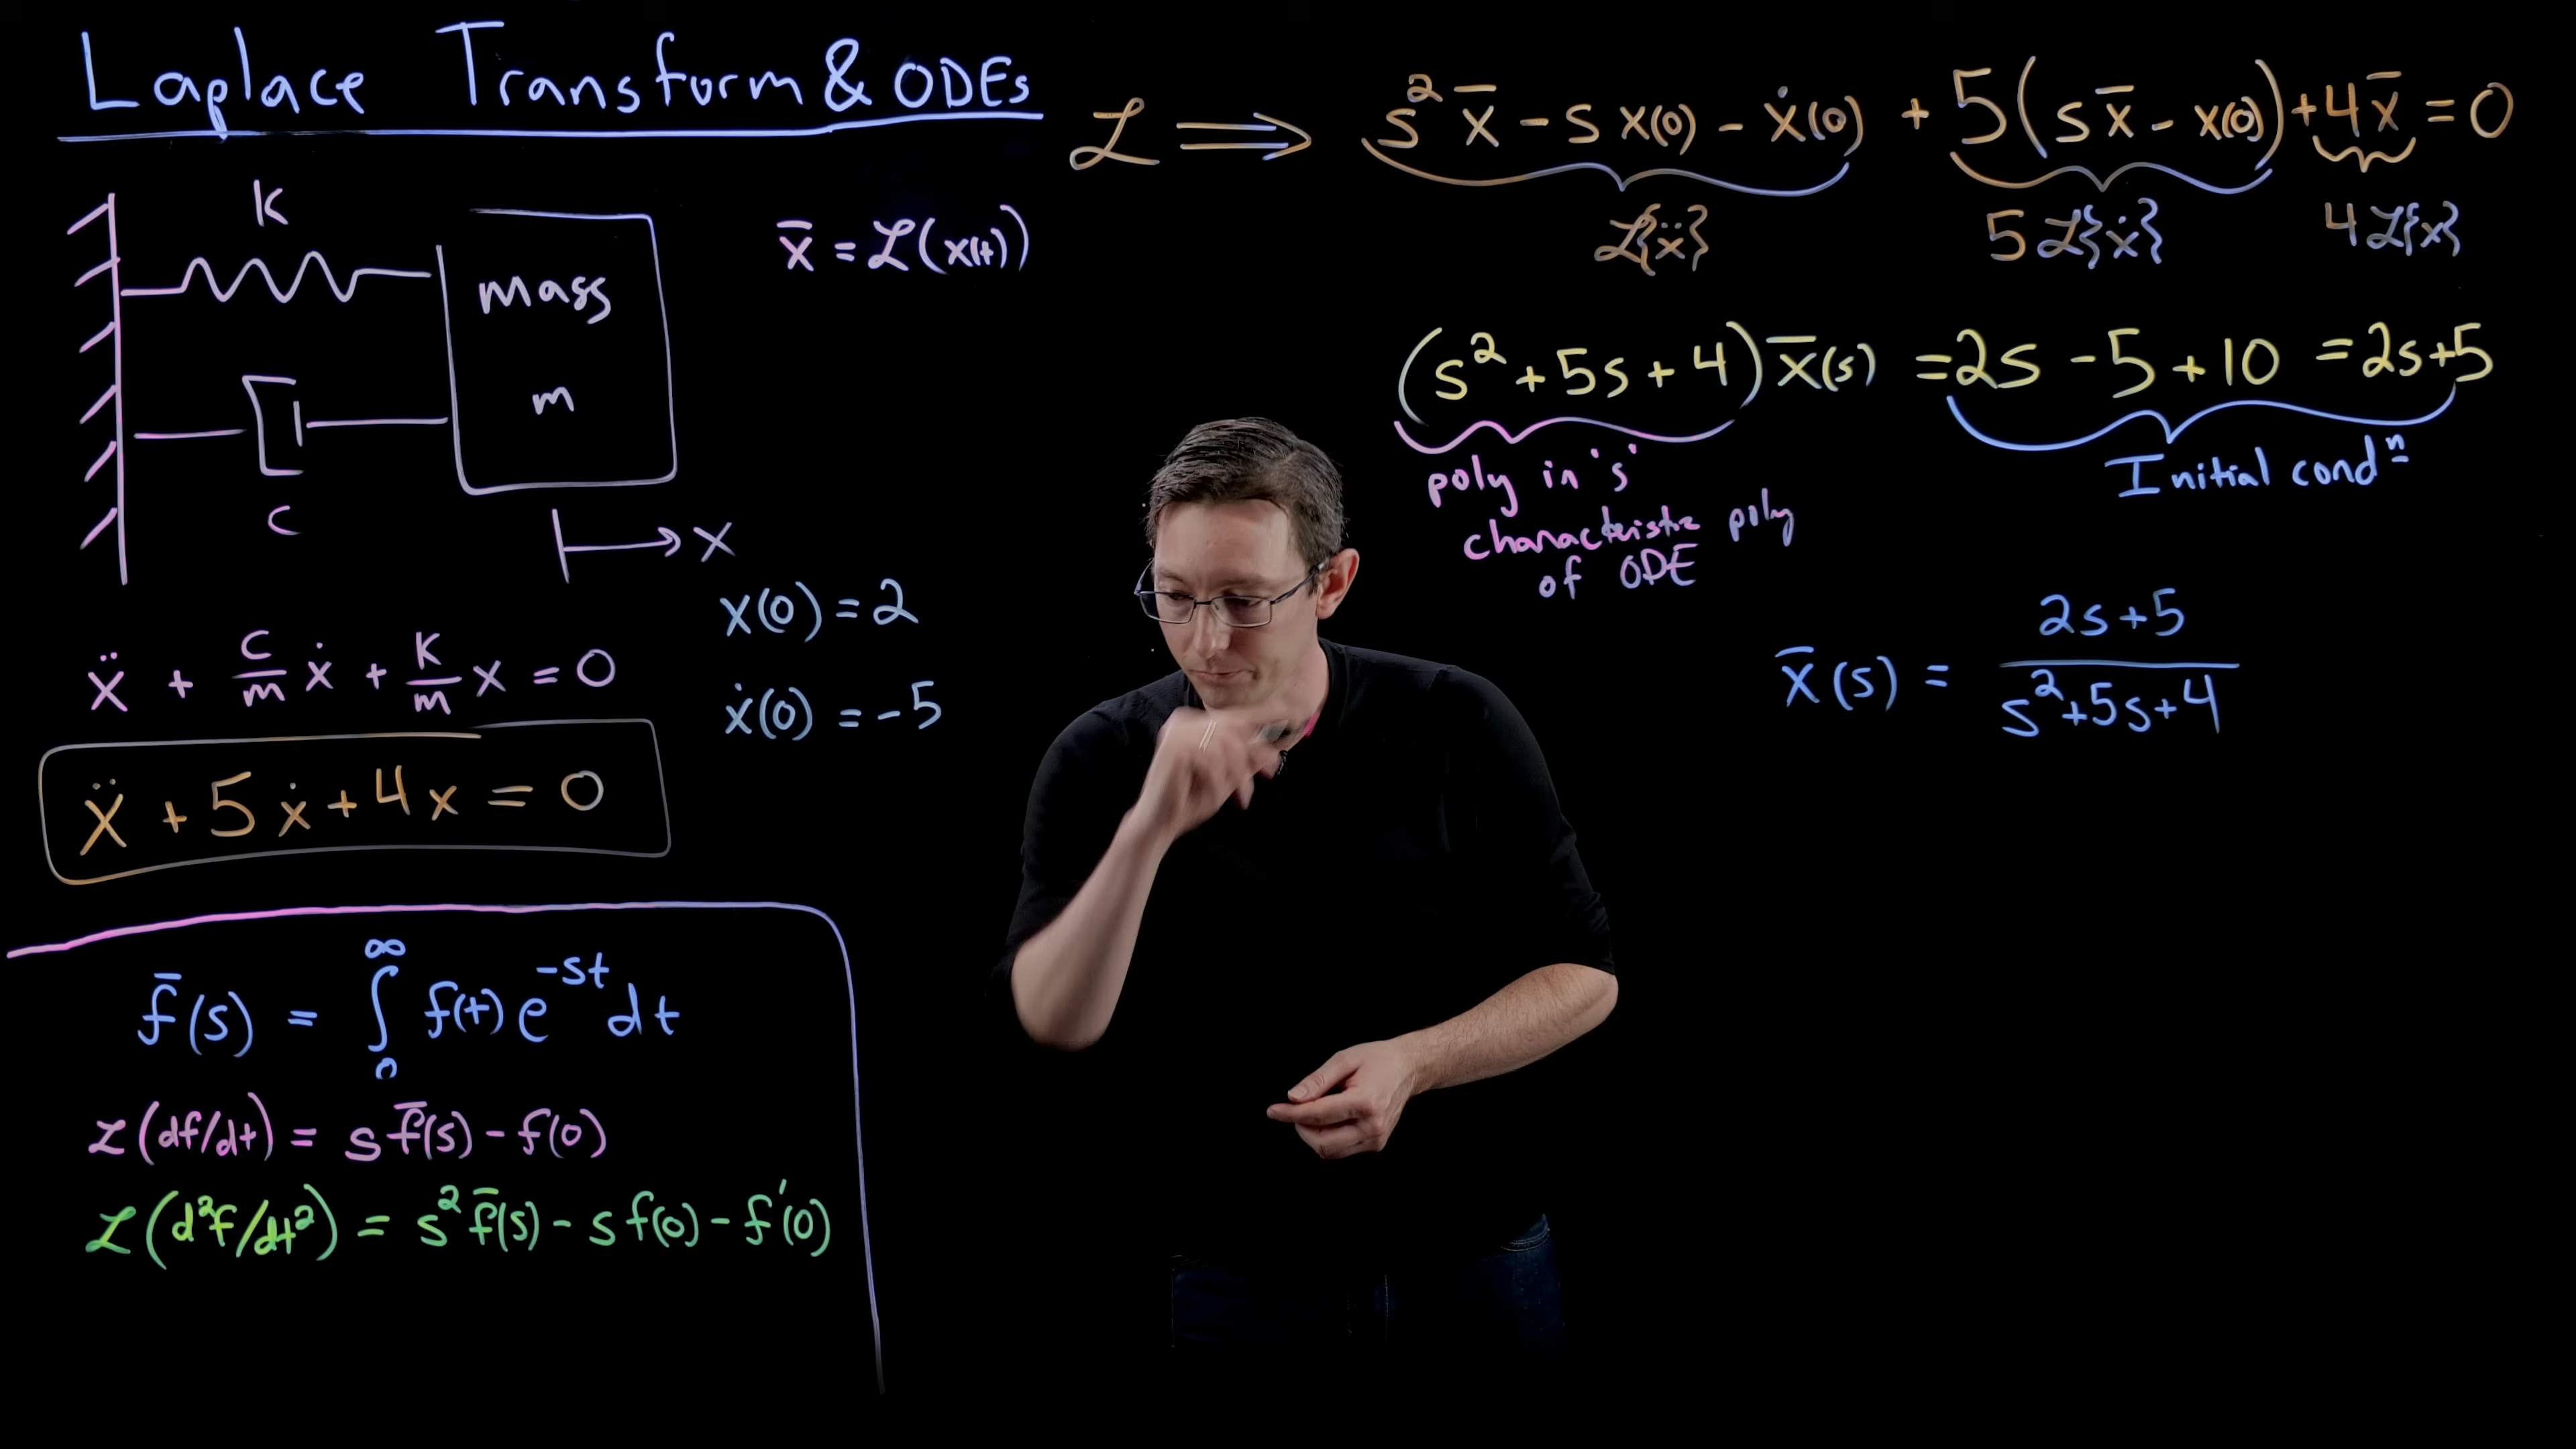 Laplace Transform & ODEs
K
mass
m
c
x
x̄ = ℒ(x(t))
ẍ + c/m ẋ + k/m x = 0
x(0) = 2
ẋ(0) = -5
ẍ + 5ẋ + 4x = 0
f̄(s) = ∫₀^∞ f(t) e^{-st} dt
ℒ(df/dt) = s f̄(s) - f(0)
ℒ(d²f/dt²) = s² f̄(s) - s f(0) - f'(0)
ℒ ⟹ s² x̄ - s x(0) - ẋ(0) + 5(s x̄ - x(0)) + 4x̄ = 0
ℒ{ẍ} 5ℒ{ẋ} 4ℒ{x}
(s² + 5s + 4) x̄(s) = 2s - 5 + 10 = 2s+5
poly in 's'
characteristic poly
of ODE
Initial condⁿ
x̄(s) = (2s+5)/(s²+5s+4)